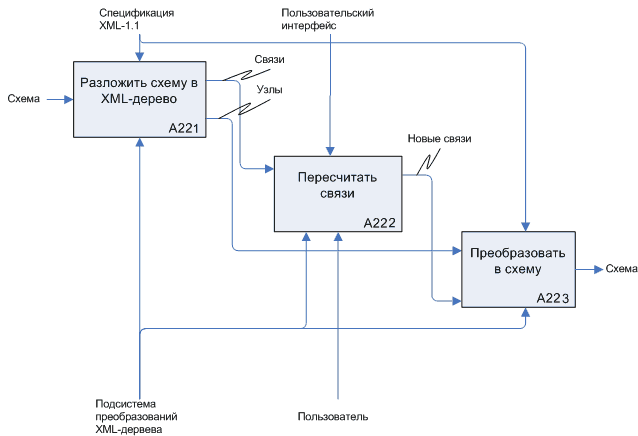 Спецификация
XML-1.1
Пользовательский
интерфейс
Связи
Разложить схему в
XML-дерево
A221
Схема
Узлы
Новые связи
Пересчитать
связи
A222
Преобразовать
в схему
A223
Схема
Подсистема
преобразований
XML-дервева
Пользователь